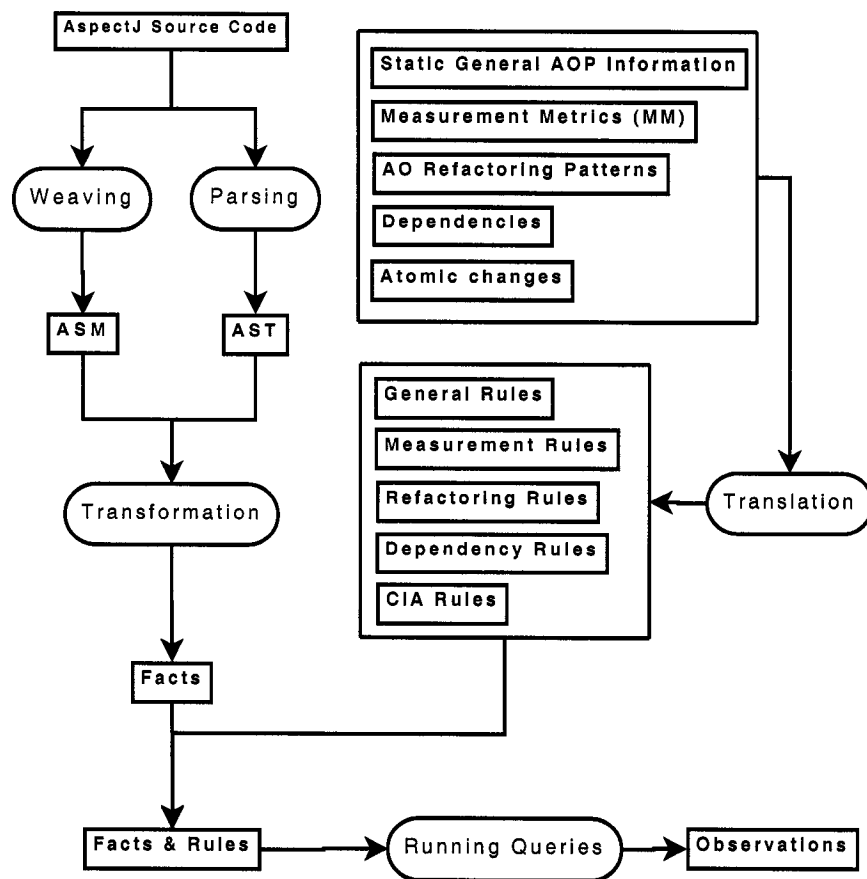 AspectJ Source Code
Static General AOP Information
Measurement Metrics (MM)
AO Refactoring Patterns
Dependencies
Atomic changes
Weaving
Parsing
ASM
AST
General Rules
Measurement Rules
Refactoring Rules
Dependency Rules
CIA Rules
Translation
Transformation
Facts
Facts & Rules
Running Queries
Observations